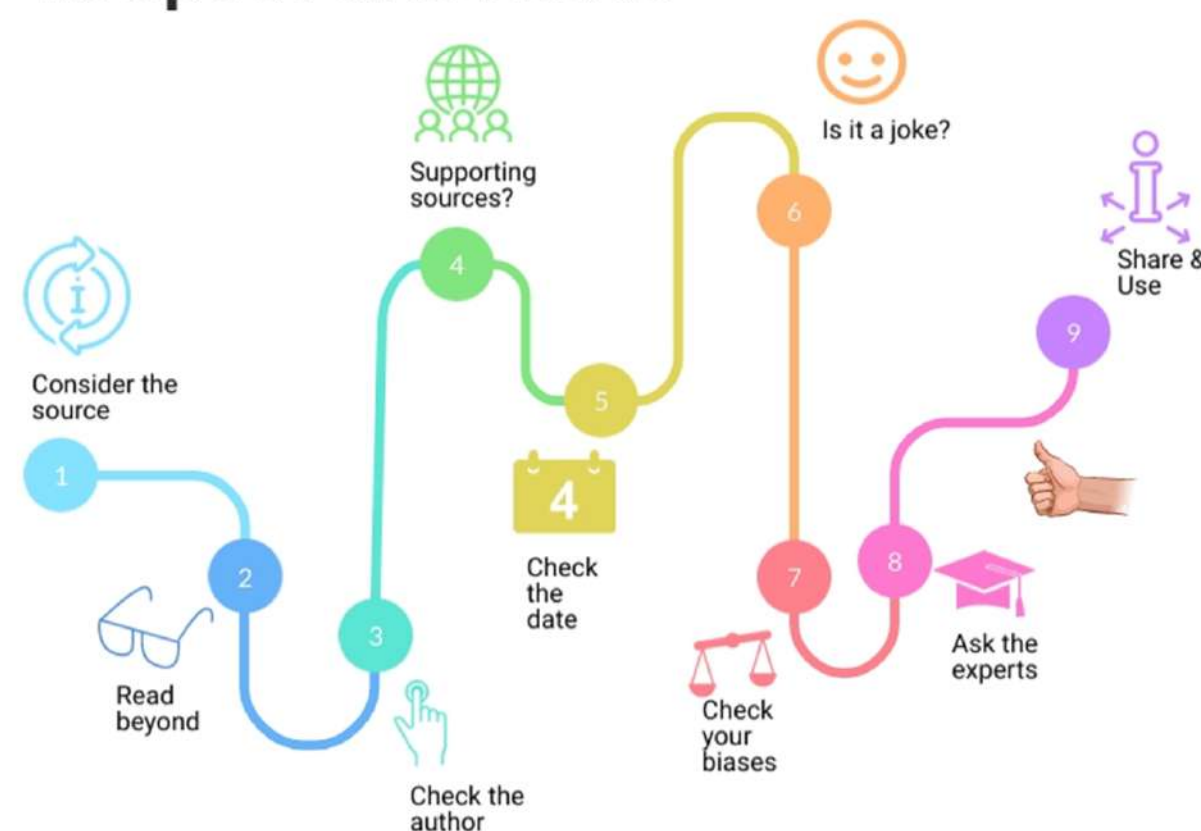 Consider the
source
1
2
Read
beyond
3
Check the
author
Supporting
sources?
4
5
4
Check
the
date
Is it a joke?
6
7
Check
your
biases
8
Ask the
experts
Share &
Use
9
i